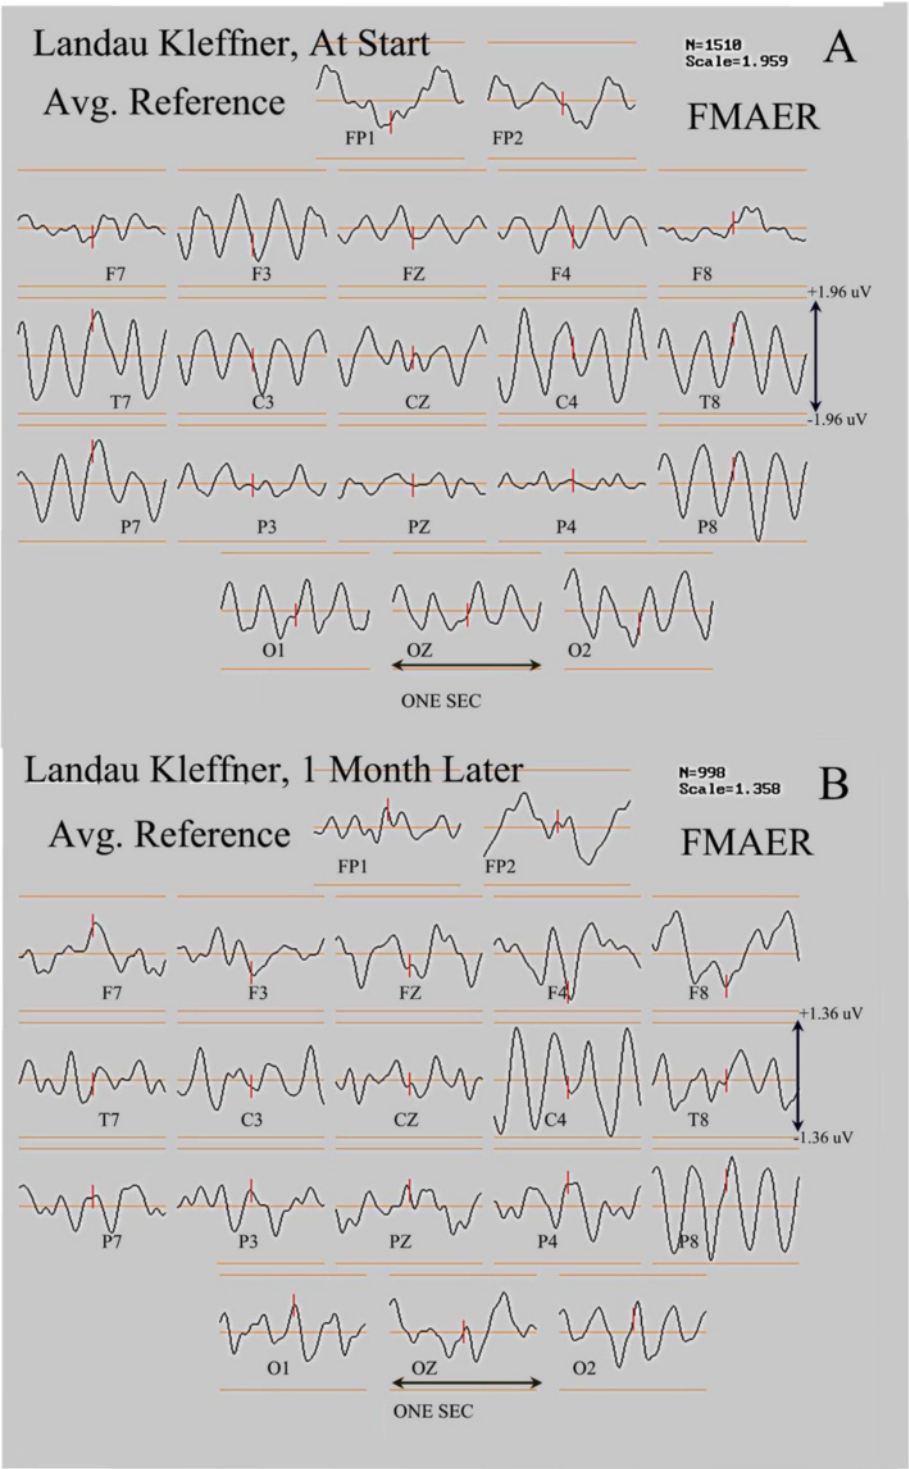 Landau Kleffner, At Start
N=1510
Scale=1.959
A
Avg. Reference
FMAER
FP1 FP2
F7 F3 FZ F4 F8
+1.96 uV
T7 C3 CZ C4 T8
-1.96 uV
P7 P3 PZ P4 P8
O1 OZ O2
ONE SEC
Landau Kleffner, 1 Month Later
N=998
Scale=1.358
B
Avg. Reference
FMAER
FP1 FP2
F7 F3 FZ F4 F8
+1.36 uV
T7 C3 CZ C4 T8
-1.36 uV
P7 P3 PZ P4 P8
O1 OZ O2
ONE SEC